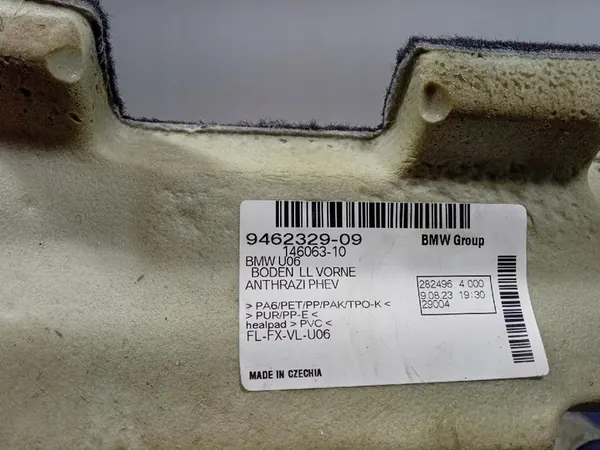 9462329-09
BMW Group
146063-10
BMW U06
BODEN LL VORNE
ANTHRAZI PHEV
282496 4 000
9.08.23 19:30
29004
> PA6/PET/PP/PAK/TPO-K <
> PUR/PP-E <
healpad > PVC <
FL-FX-VL-U06
MADE IN CZECHIA